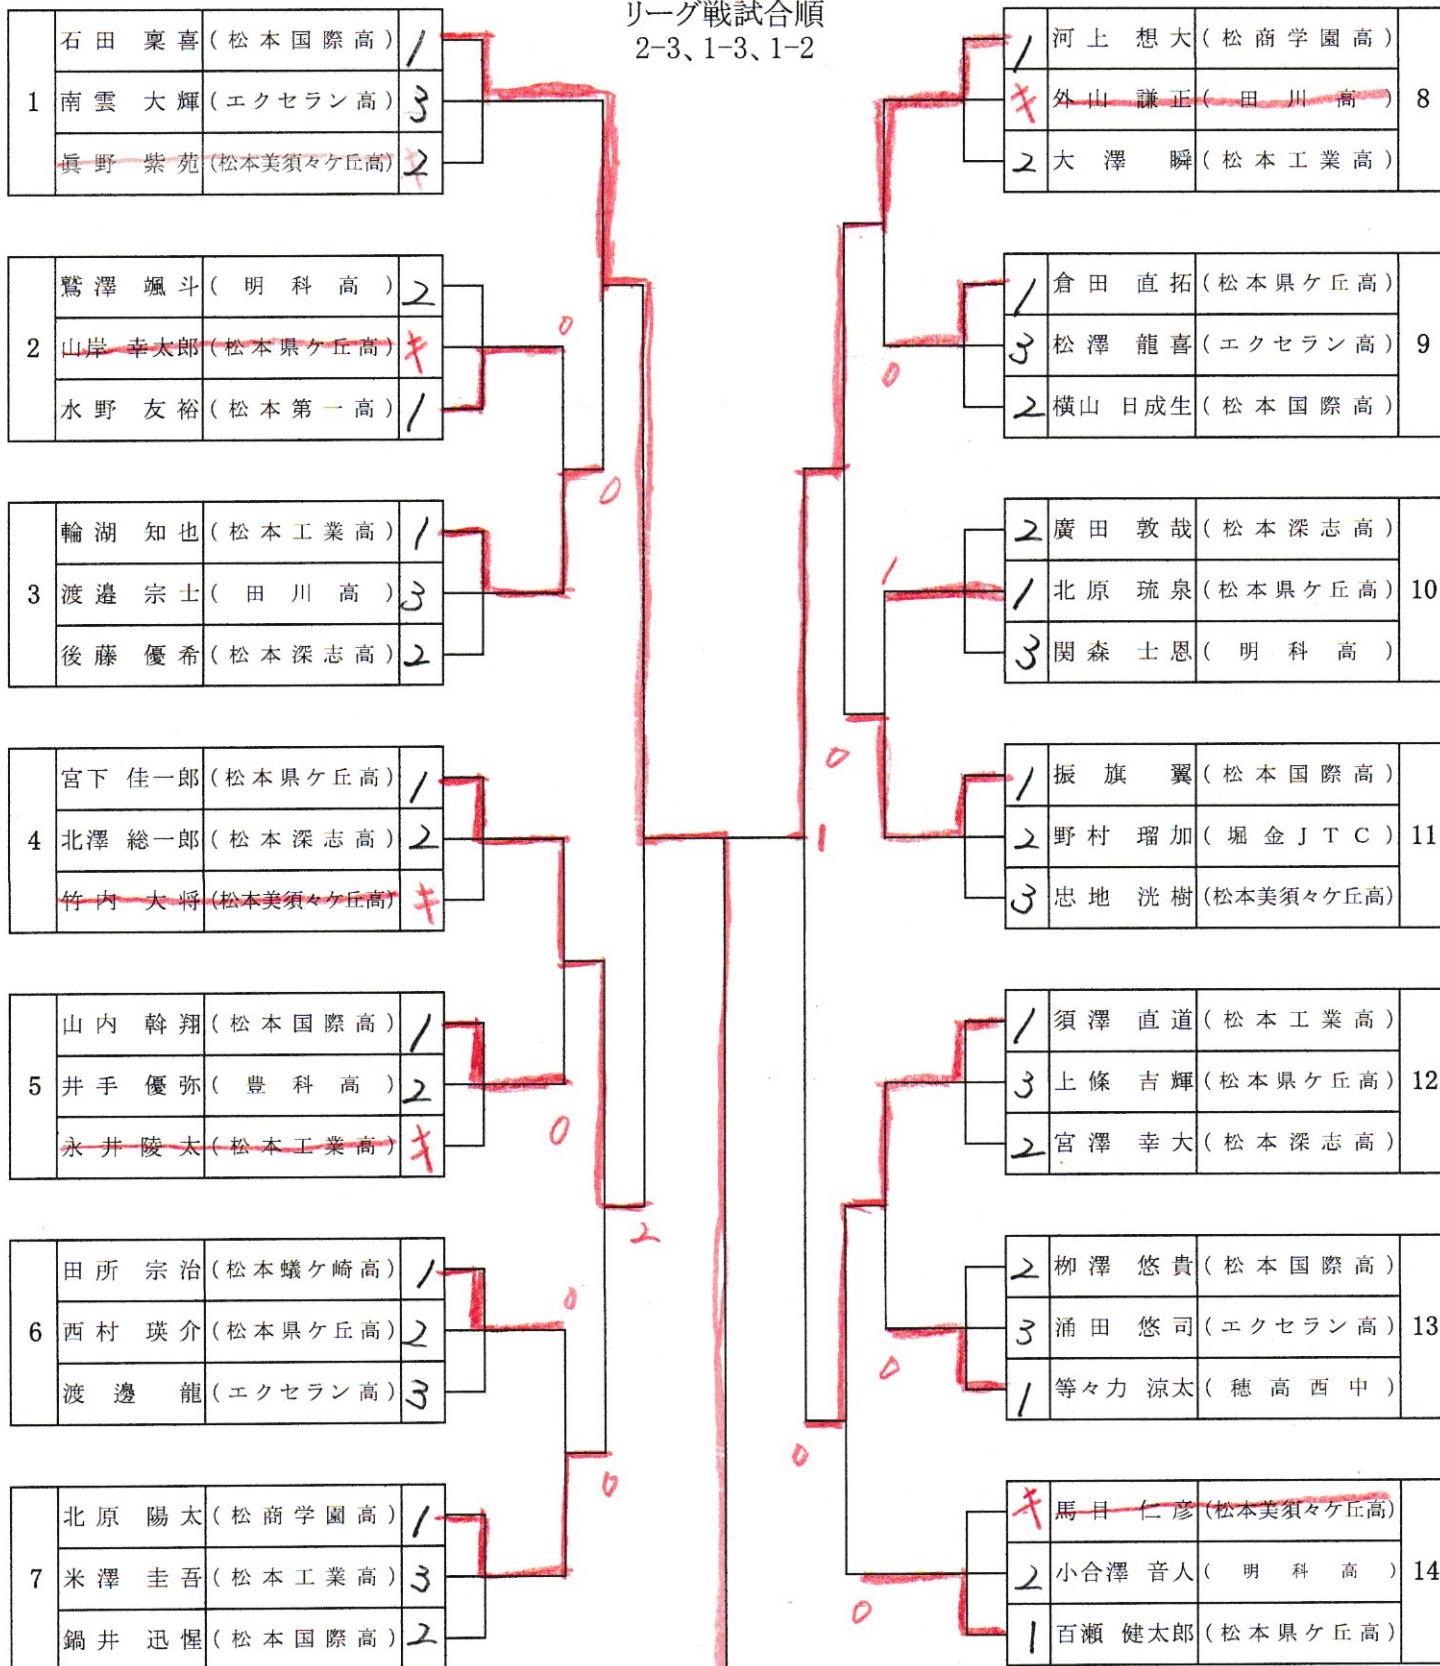 リーグ戦試合順
2-3、1-3、1-2
1
石田 稟喜 (松本国際高) 1
南雲 大輝 (エクセラン高) 3
眞野 紫苑 (松本美須々ケ丘高) 2
2
鷲澤 颯斗 (明科高) 2
山岸 幸太郎 (松本県ケ丘高) キ
水野 友裕 (松本第一高) 1
0
3
輪湖 知也 (松本工業高) 1
渡邉 宗士 (田川高) 3
後藤 優希 (松本深志高) 2
0
4
宮下 佳一郎 (松本県ケ丘高) 1
北澤 総一郎 (松本深志高) 2
竹内 大将 (松本美須々ケ丘高) キ
5
山内 幹翔 (松本国際高) 1
井手 優弥 (豊科高) 2
永井 陵太 (松本工業高) キ
0
2
6
田所 宗治 (松本蟻ケ崎高) 1
西村 瑛介 (松本県ケ丘高) 2
渡邊 龍 (エクセラン高) 3
0
0
7
北原 陽太 (松商学園高) 1
米澤 圭吾 (松本工業高) 3
鍋井 迅惺 (松本国際高) 2
1 河上 想大 (松商学園高)
キ 外山 謙正 (田川高)
2 大澤 瞬 (松本工業高)
8
1 倉田 直拓 (松本県ケ丘高)
3 松澤 龍喜 (エクセラン高)
2 横山 日成生 (松本国際高)
9
0
2 廣田 敦哉 (松本深志高)
1 北原 琉泉 (松本県ケ丘高)
3 関森 士恩 (明科高)
10
1
0
1 振旗 翼 (松本国際高)
2 野村 瑠加 (堀金JTC)
3 忠地 洸樹 (松本美須々ケ丘高)
11
1
1 須澤 直道 (松本工業高)
3 上條 吉輝 (松本県ケ丘高)
2 宮澤 幸大 (松本深志高)
12
2 栁澤 悠貴 (松本国際高)
3 涌田 悠司 (エクセラン高)
1 等々力 涼太 (穂高西中)
13
0
0
キ 馬目 仁彦 (松本美須々ケ丘高)
2 小合澤 音人 (明科高)
1 百瀬 健太郎 (松本県ケ丘高)
14
0